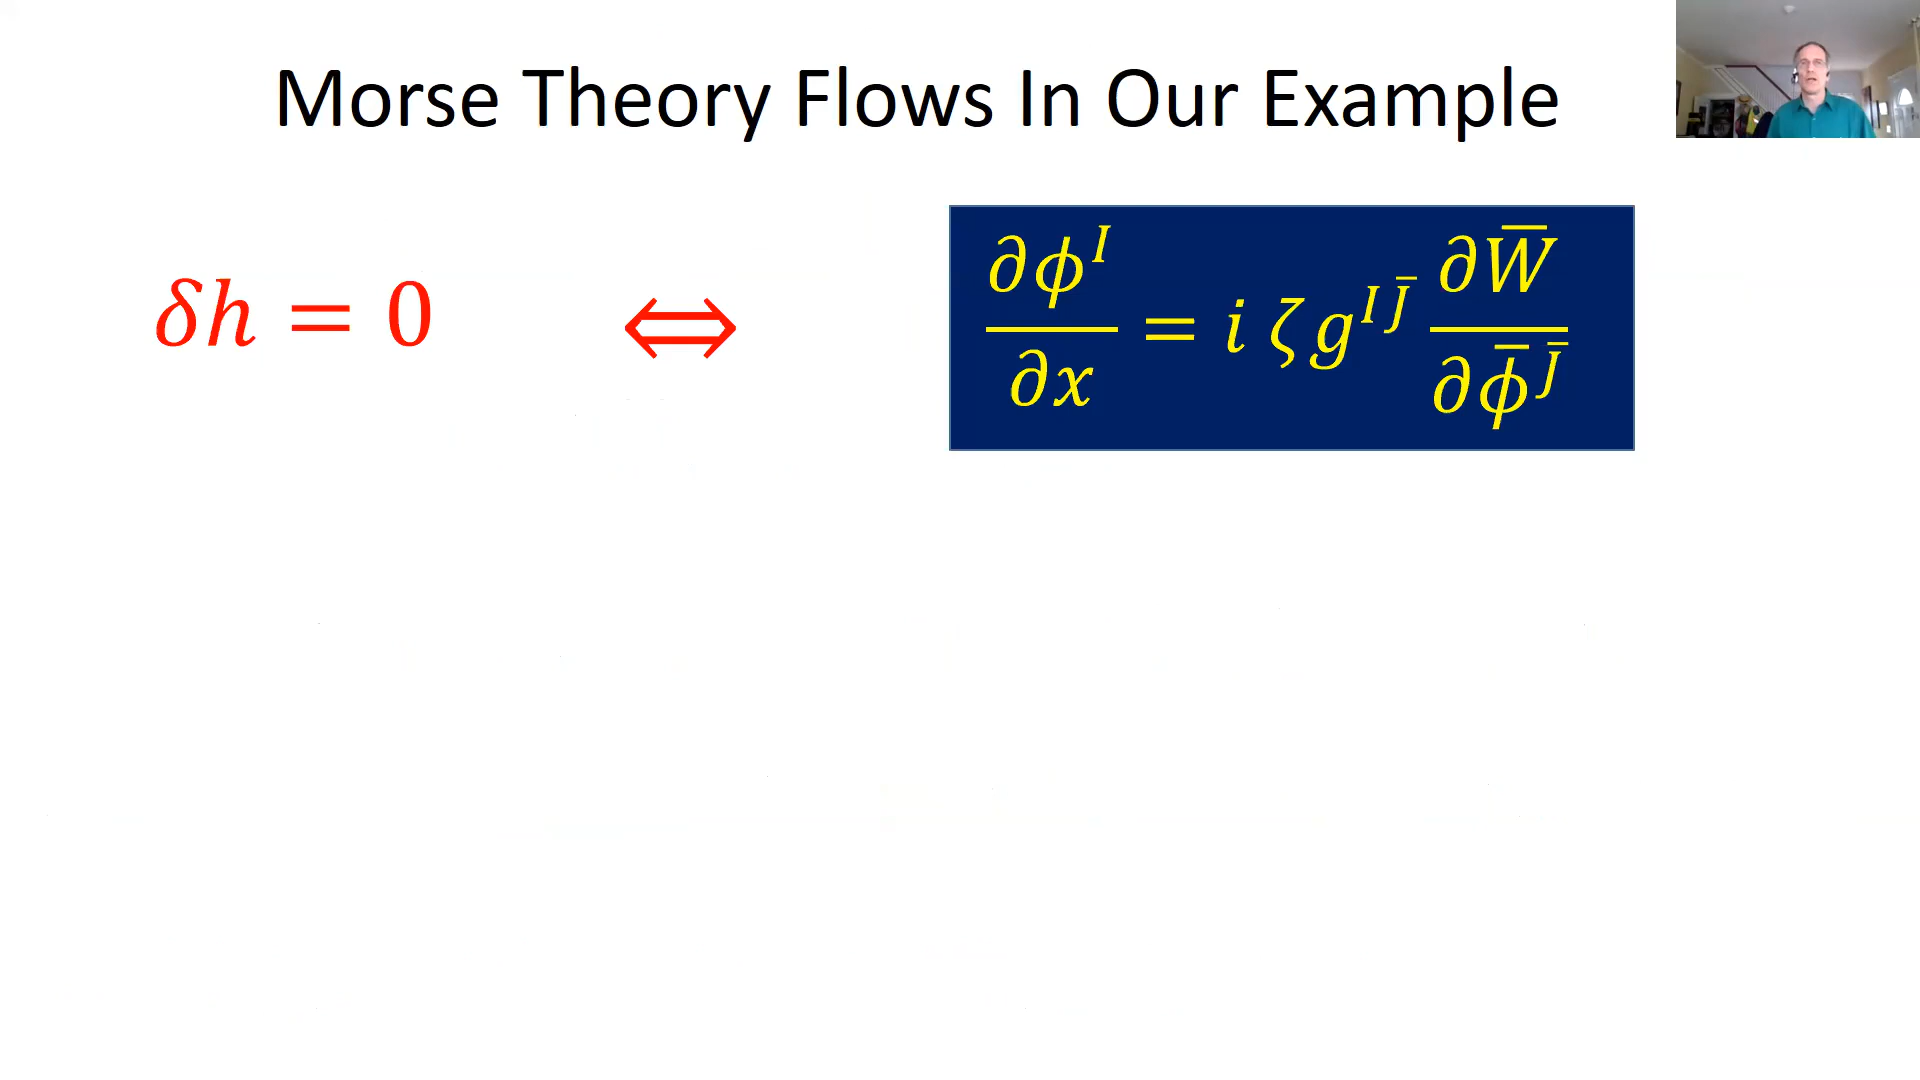 Morse Theory Flows In Our Example
δh = 0 ⇔ ∂ϕ^I/∂x = i ζ g^{IJ̄} ∂W̄/∂ϕ̄^{J̄}